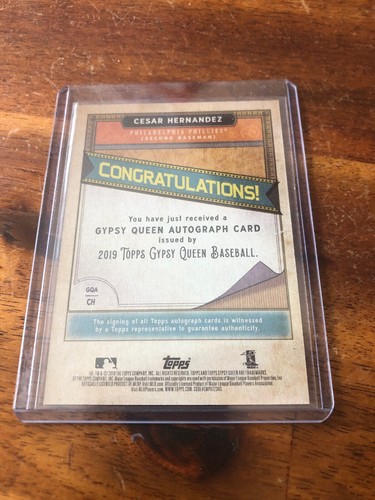 CESAR HERNANDEZ
PHILADELPHIA PHILLIES
(SECOND BASEMAN)
CONGRATULATIONS!
You have just received a
GYPSY QUEEN AUTOGRAPH CARD
issued by
2019 TOPPS GYPSY QUEEN BASEBALL.
GQA
CH
The signing of all Topps autograph cards is witnessed
by a Topps representative to guarantee authenticity.
Topps